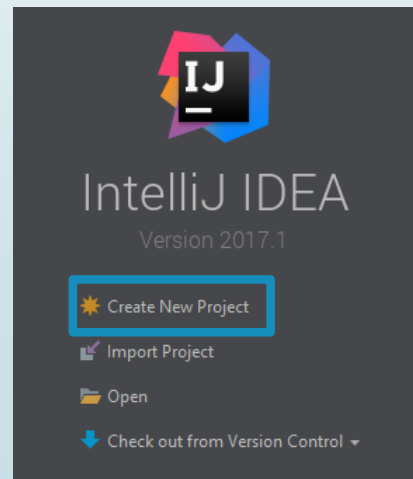 IJ
IntelliJ IDEA
Version 2017.1
Create New Project
Import Project
Open
Check out from Version Control